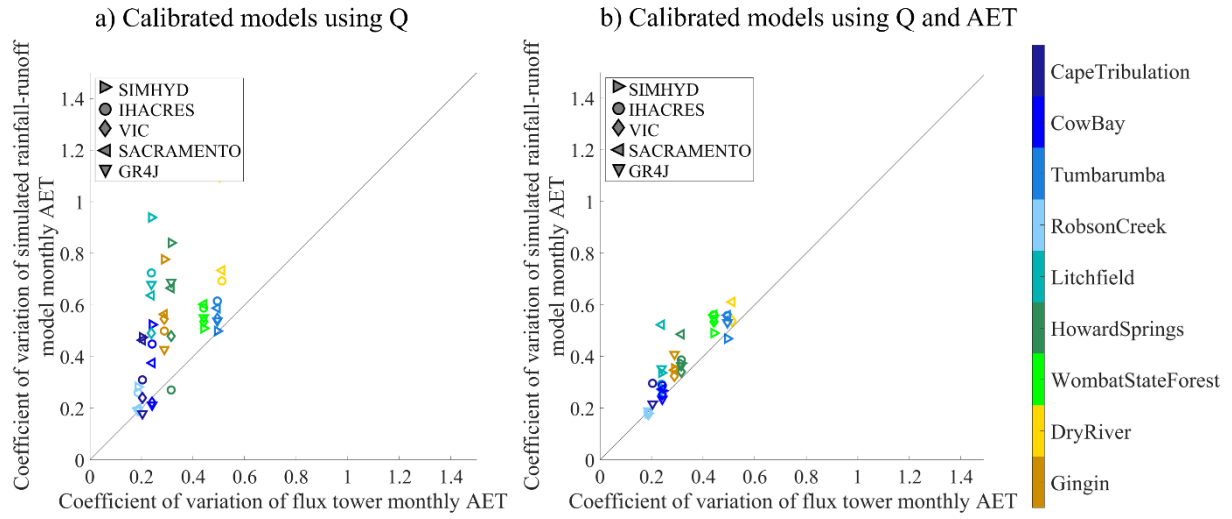 a) Calibrated models using Q
b) Calibrated models using Q and AET
Coefficient of variation of simulated rainfall-runoff
model monthly AET
1.4
1.2
1
0.8
0.6
0.4
0.2
0
SIMHYD
IHACRES
VIC
SACRAMENTO
GR4J
0
0.2
0.4
0.6
0.8
1
1.2
1.4
Coefficient of variation of flux tower monthly AET
Coefficient of variation of simulated rainfall-runoff
model monthly AET
1.4
1.2
1
0.8
0.6
0.4
0.2
0
SIMHYD
IHACRES
VIC
SACRAMENTO
GR4J
0
0.2
0.4
0.6
0.8
1
1.2
1.4
Coefficient of variation of flux tower monthly AET
CapeTribulation
CowBay
Tumbarumba
RobsonCreek
Litchfield
HowardSprings
WombatStateForest
DryRiver
Gingin